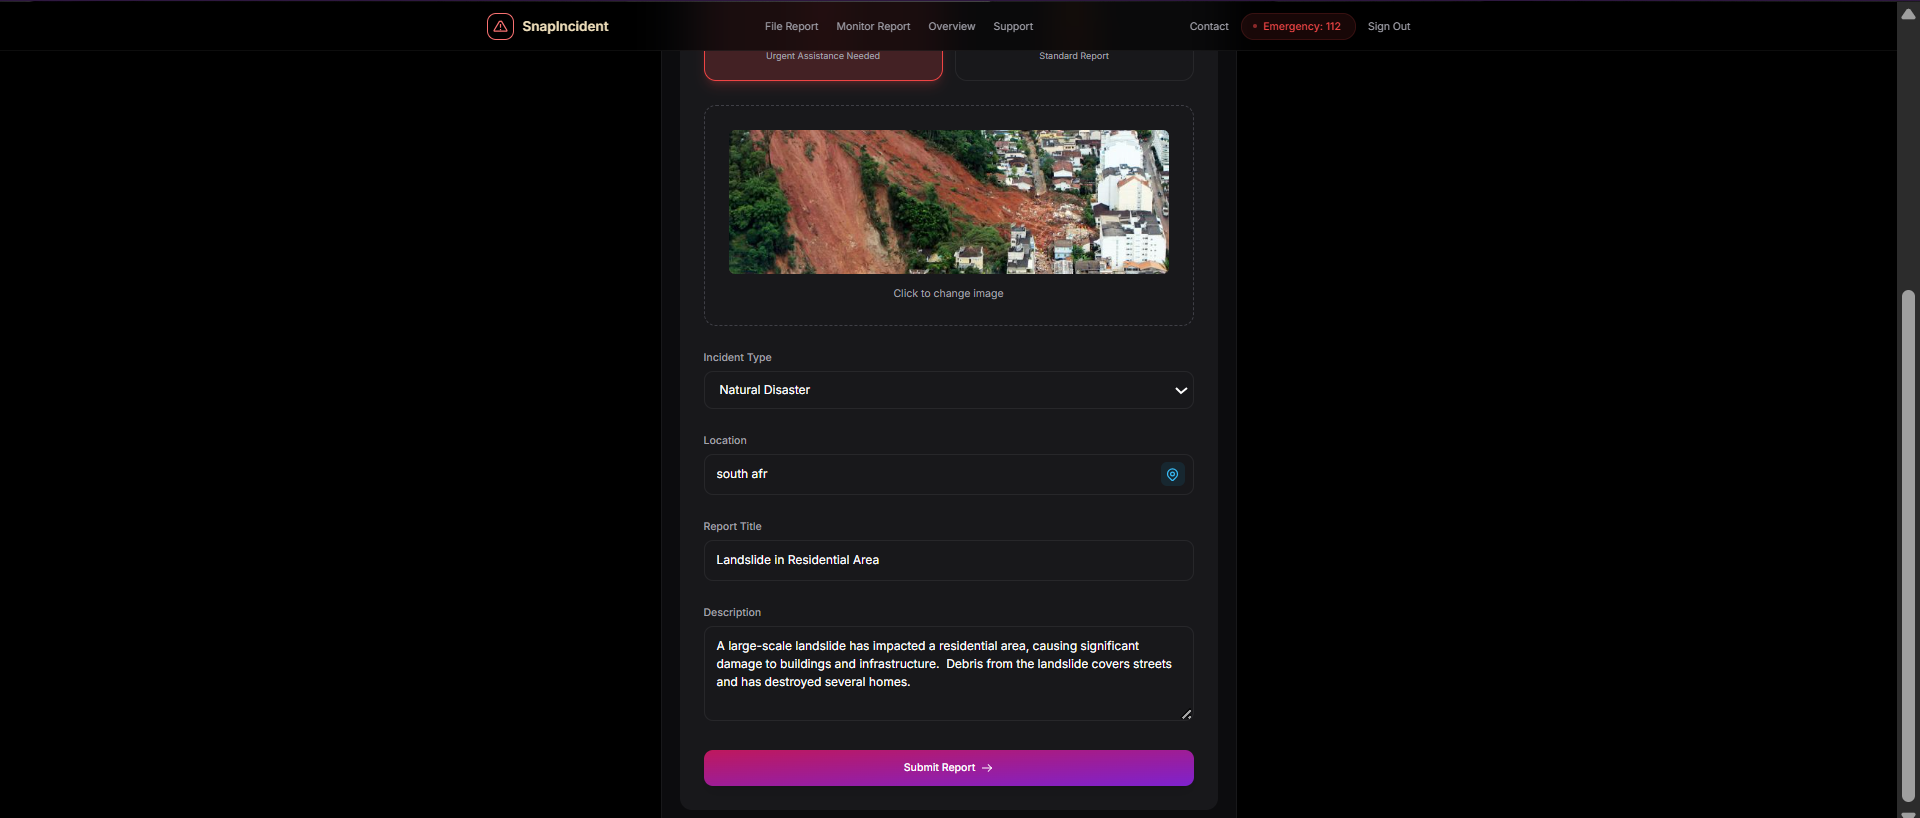 SnapIncident
File Report
Monitor Report
Overview
Support
Contact
Emergency: 112
Sign Out
Urgent Assistance Needed
Standard Report
Click to change image
Incident Type
Natural Disaster
Location
south afr
Report Title
Landslide in Residential Area
Description
A large-scale landslide has impacted a residential area, causing significant
damage to buildings and infrastructure.  Debris from the landslide covers streets
and has destroyed several homes.
Submit Report →